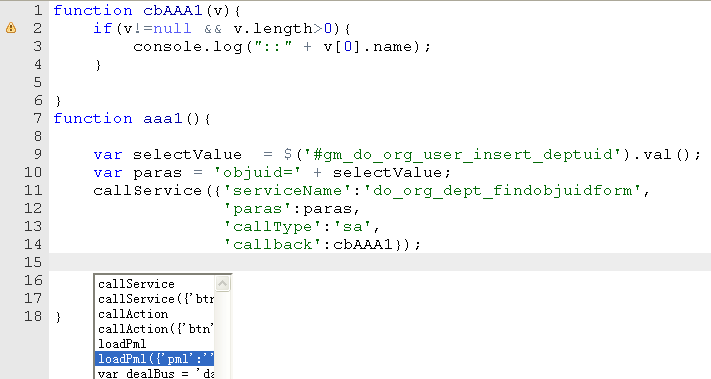 1 function cbAAA1(v){
2 if(v!=null && v.length>0){
3 console.log("::" + v[0].name);
4 }
5
6 }
7 function aaa1(){
8
9 var selectValue  = $('#gm_do_org_user_insert_deptuid').val();
10 var paras = 'objuid=' + selectValue;
11 callService({'serviceName':'do_org_dept_findobjuidform',
12 'paras':paras,
13 'callType':'sa',
14 'callback':cbAAA1});
15
16
17
18 }
callService
callService({'btn
callAction
callAction({'btn'
loadPml
loadPml({'pml':''
var dealBus = 'da